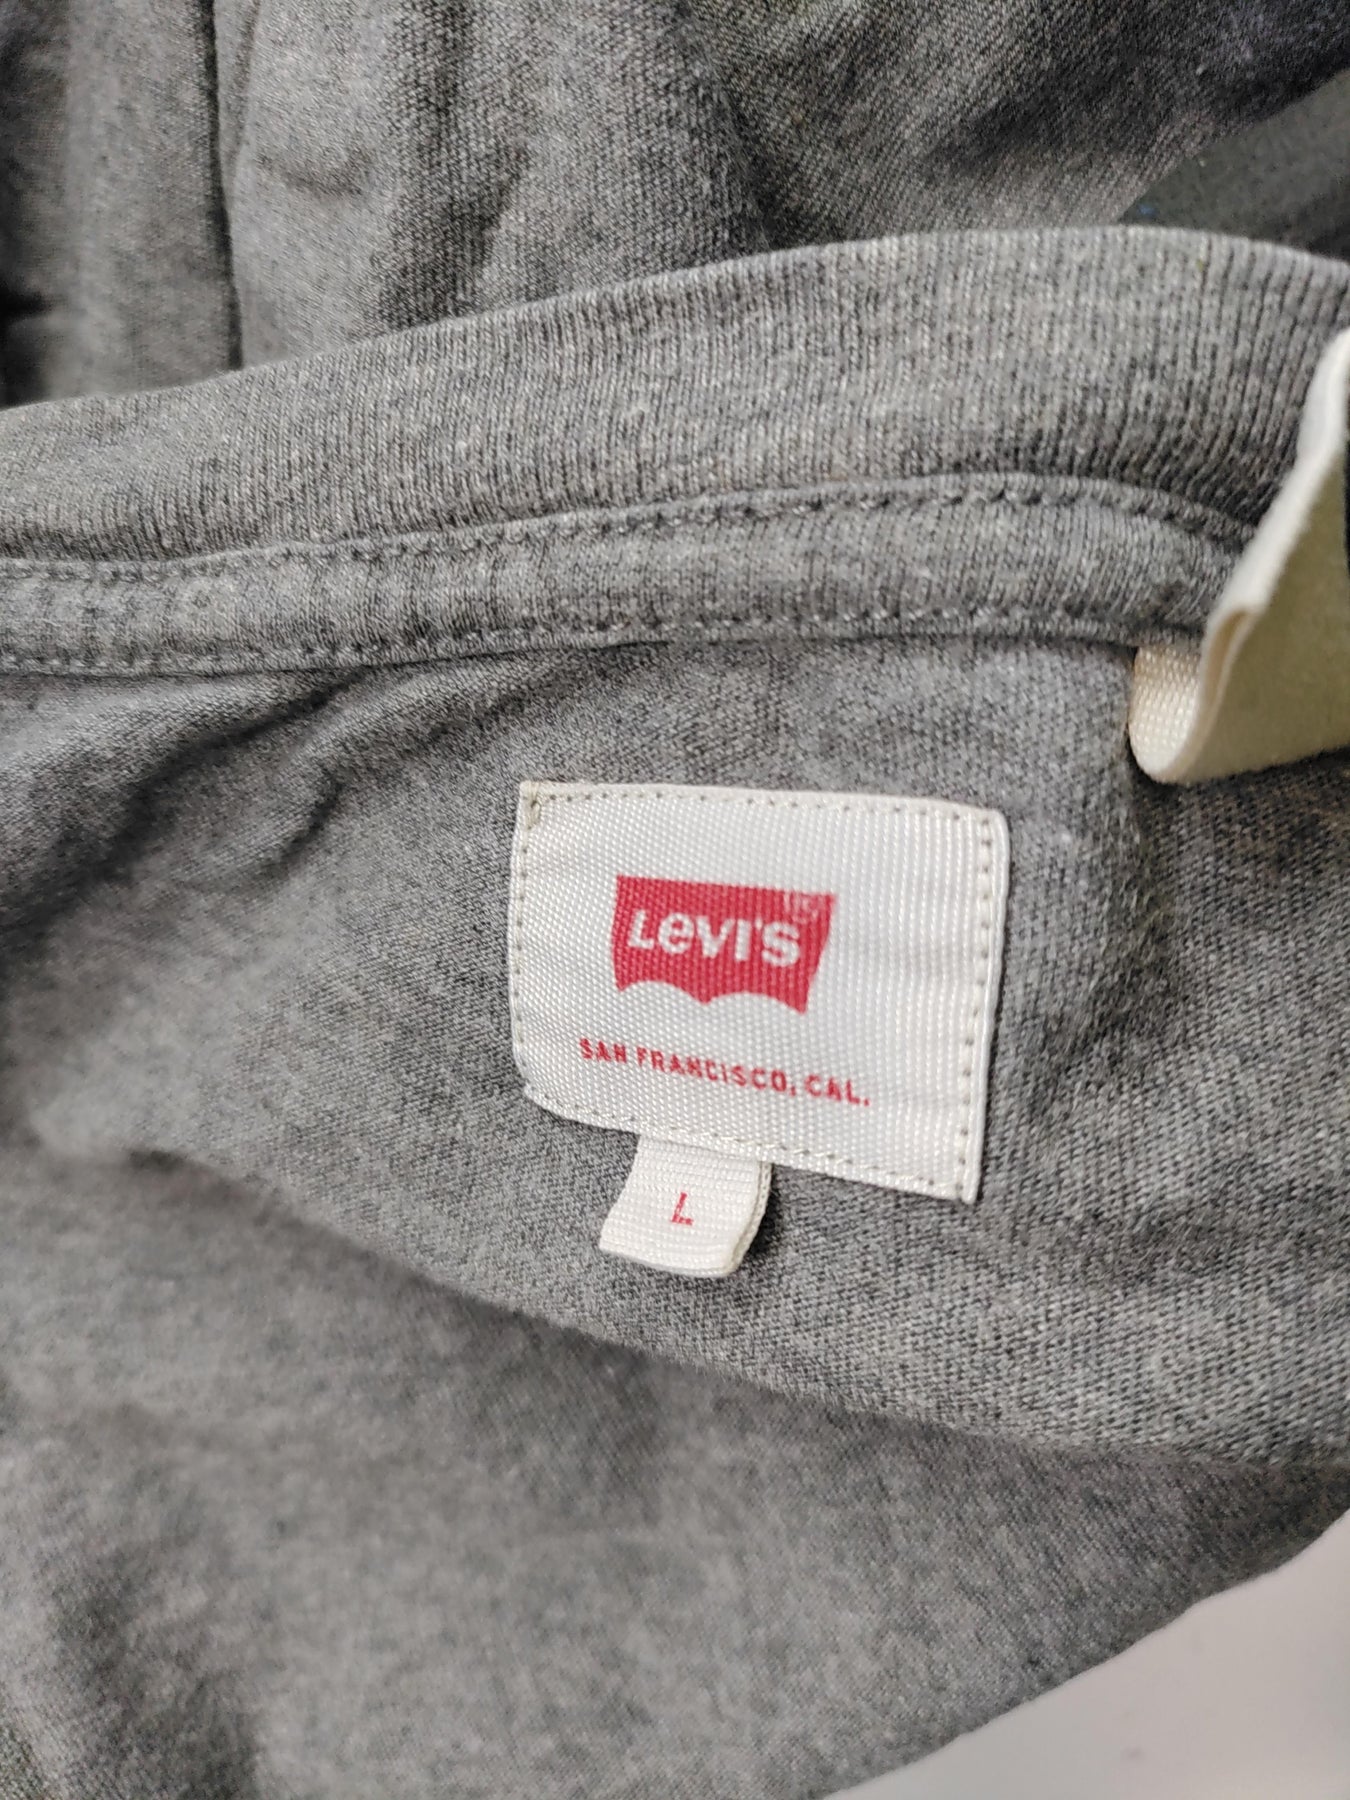 Levi's
SAN FRANCISCO, CAL.
L